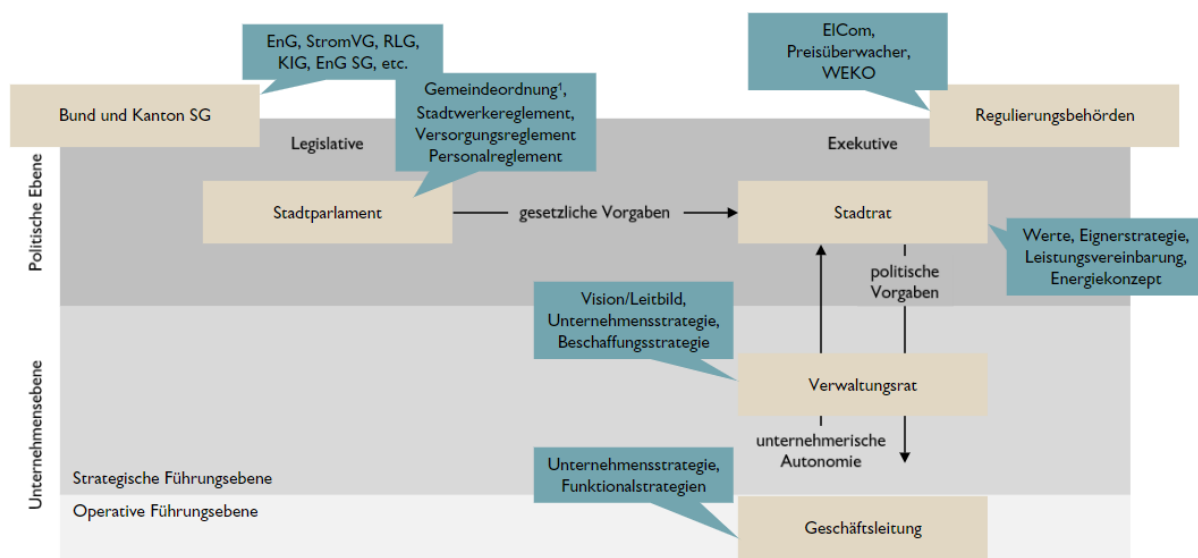 EnG, StromVG, RLG,
KIG, EnG SG, etc.
ElCom,
Preisüberwacher,
WEKO
Bund und Kanton SG
Gemeindeordnung¹,
Stadtwerkereglement,
Versorgungsreglement
Personalreglement
Regulierungsbehörden
Legislative
Exekutive
Politische Ebene
Stadtparlament
gesetzliche Vorgaben
Stadtrat
Werte, Eignerstrategie,
Leistungsvereinbarung,
Energiekonzept
politische
Vorgaben
Vision/Leitbild,
Unternehmensstrategie,
Beschaffungsstrategie
Unternehmensebene
Verwaltungsrat
unternehmerische
Autonomie
Strategische Führungsebene
Unternehmensstrategie,
Funktionalstrategien
Operative Führungsebene
Geschäftsleitung